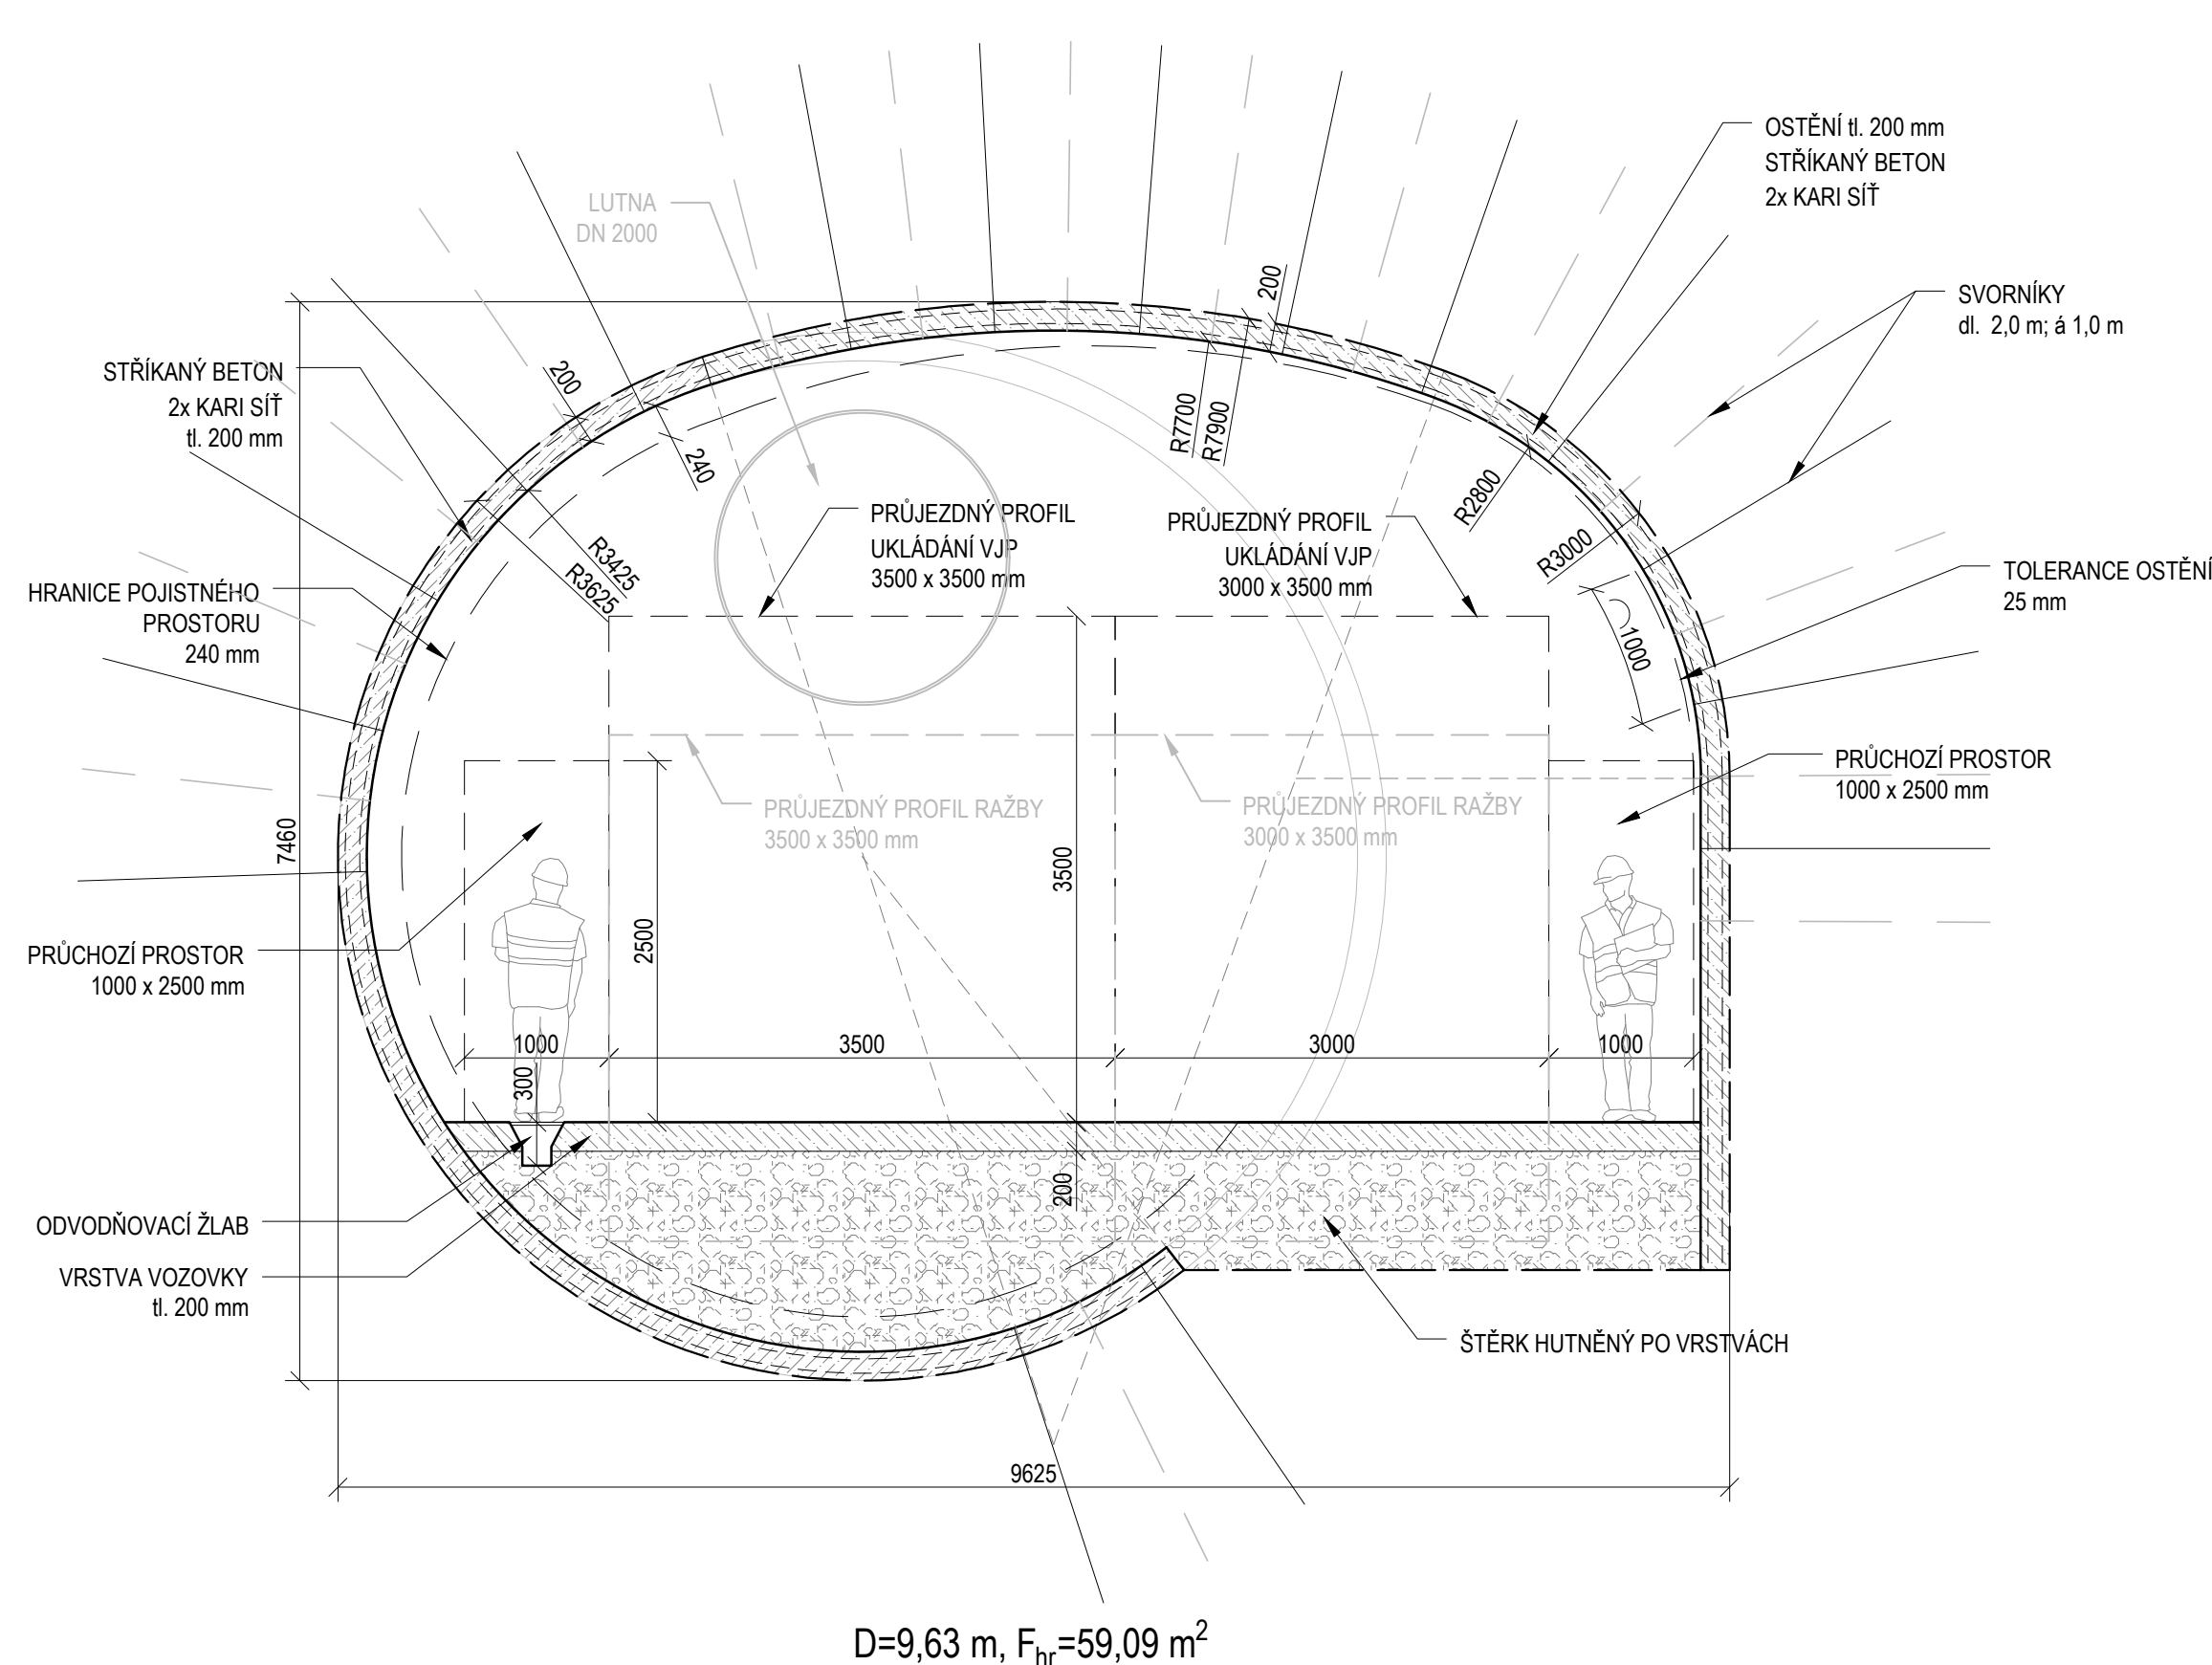 OSTĚNÍ tl. 200 mm
STŘÍKANÝ BETON
2x KARI SÍŤ
LUTNA
DN 2000
SVORNÍKY
dl. 2,0 m; á 1,0 m
200
STŘÍKANÝ BETON
2x KARI SÍŤ
tl. 200 mm
200
240
R7700
R7900
R2800
R3000
R3425
R3625
PRŮJEZDNÝ PROFIL
UKLÁDÁNÍ VJP
3500 x 3500 mm
PRŮJEZDNÝ PROFIL
UKLÁDÁNÍ VJP
3000 x 3500 mm
TOLERANCE OSTĚNÍ
25 mm
HRANICE POJISTNÉHO
PROSTORU
240 mm
1000
PRŮCHOZÍ PROSTOR
1000 x 2500 mm
PRŮJEZDNÝ PROFIL RAŽBY
3500 x 3500 mm
PRŮJEZDNÝ PROFIL RAŽBY
3000 x 3500 mm
7460
3500
2500
PRŮCHOZÍ PROSTOR
1000 x 2500 mm
1000
3500
3000
1000
300
200
ODVODŇOVACÍ ŽLAB
VRSTVA VOZOVKY
tl. 200 mm
ŠTĚRK HUTNĚNÝ PO VRSTVÁCH
9625
D=9,63 m, Fhr=59,09 m²